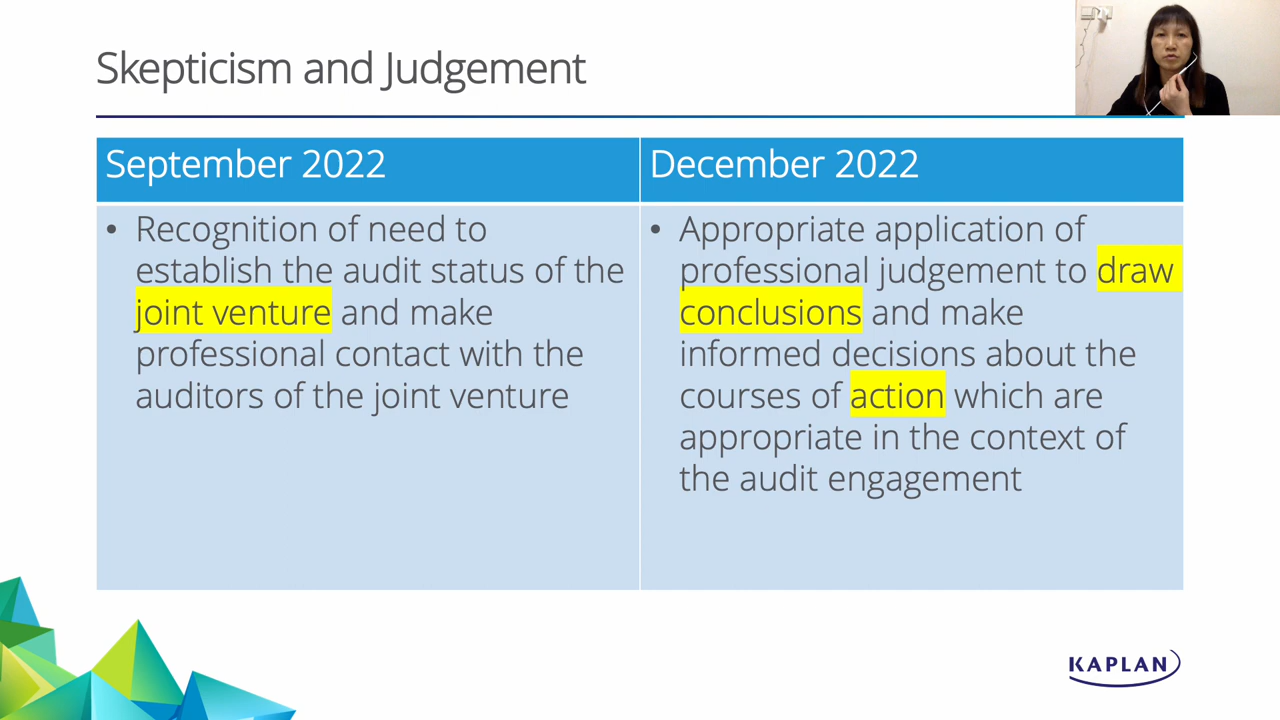 Skepticism and Judgement
September 2022
• Recognition of need to
establish the audit status of the
joint venture and make
professional contact with the
auditors of the joint venture
December 2022
• Appropriate application of
professional judgement to draw
conclusions and make
informed decisions about the
courses of action which are
appropriate in the context of
the audit engagement
KAPLAN